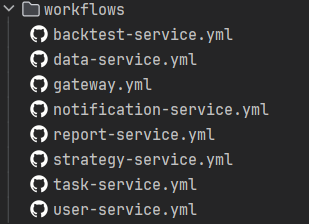 workflows
backtest-service.yml
data-service.yml
gateway.yml
notification-service.yml
report-service.yml
strategy-service.yml
task-service.yml
user-service.yml